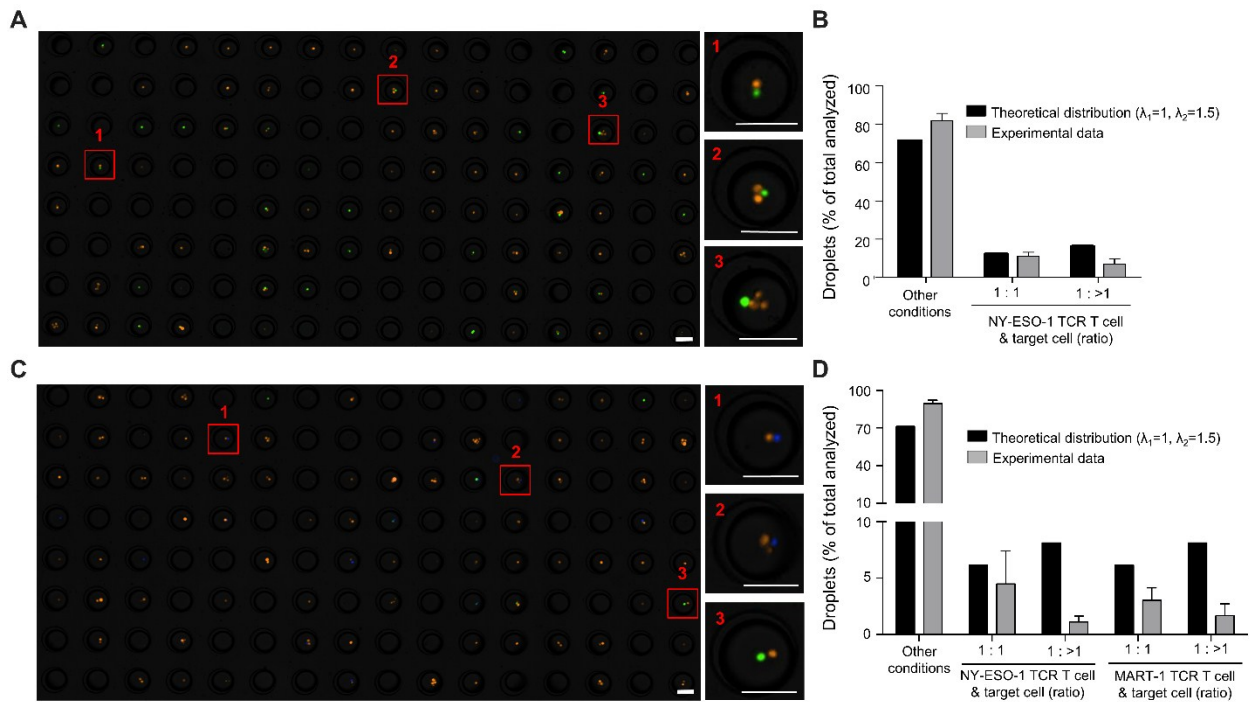 A
1
2
3
1
2
3
B
Droplets (% of total analyzed)
100
80
60
40
20
0
Theoretical distribution (λ₁=1, λ₂=1.5)
Experimental data
Other
conditions
1 : 1
1 : >1
NY-ESO-1 TCR T cell
& target cell (ratio)
C
1
2
3
1
2
3
D
Droplets (% of total analyzed)
100
70
40
10
10
5
0
Theoretical distribution (λ₁=1, λ₂=1.5)
Experimental data
Other
conditions
1 : 1
1 : >1
1 : 1
1 : >1
NY-ESO-1 TCR T cell
& target cell (ratio)
MART-1 TCR T cell
& target cell (ratio)